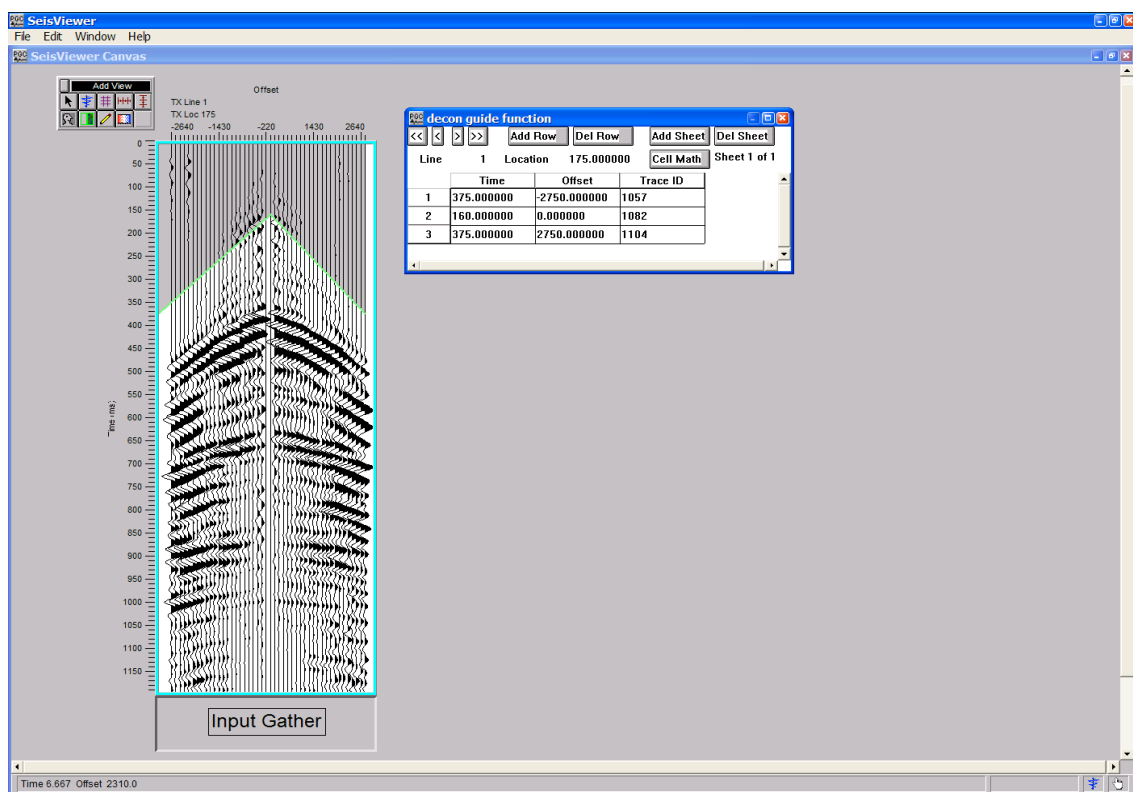 SeisViewer
File Edit Window Help
SeisViewer Canvas
Add View
Offset
TX Line 1
TX Loc 175
-2640 -1430 -220 1430 2640
0
50
100
150
200
250
300
350
400
450
500
550
600
650
700
750
800
850
900
950
1000
1050
1100
1150
Time (ms)
Input Gather
decon guide function
<< < > >> Add Row Del Row Add Sheet Del Sheet
Line 1 Location 175.000000 Cell Math Sheet 1 of 1
Time Offset Trace ID
1 375.000000 -2750.000000 1057
2 160.000000 0.000000 1082
3 375.000000 2750.000000 1104
Time 6.667 Offset 2310.0